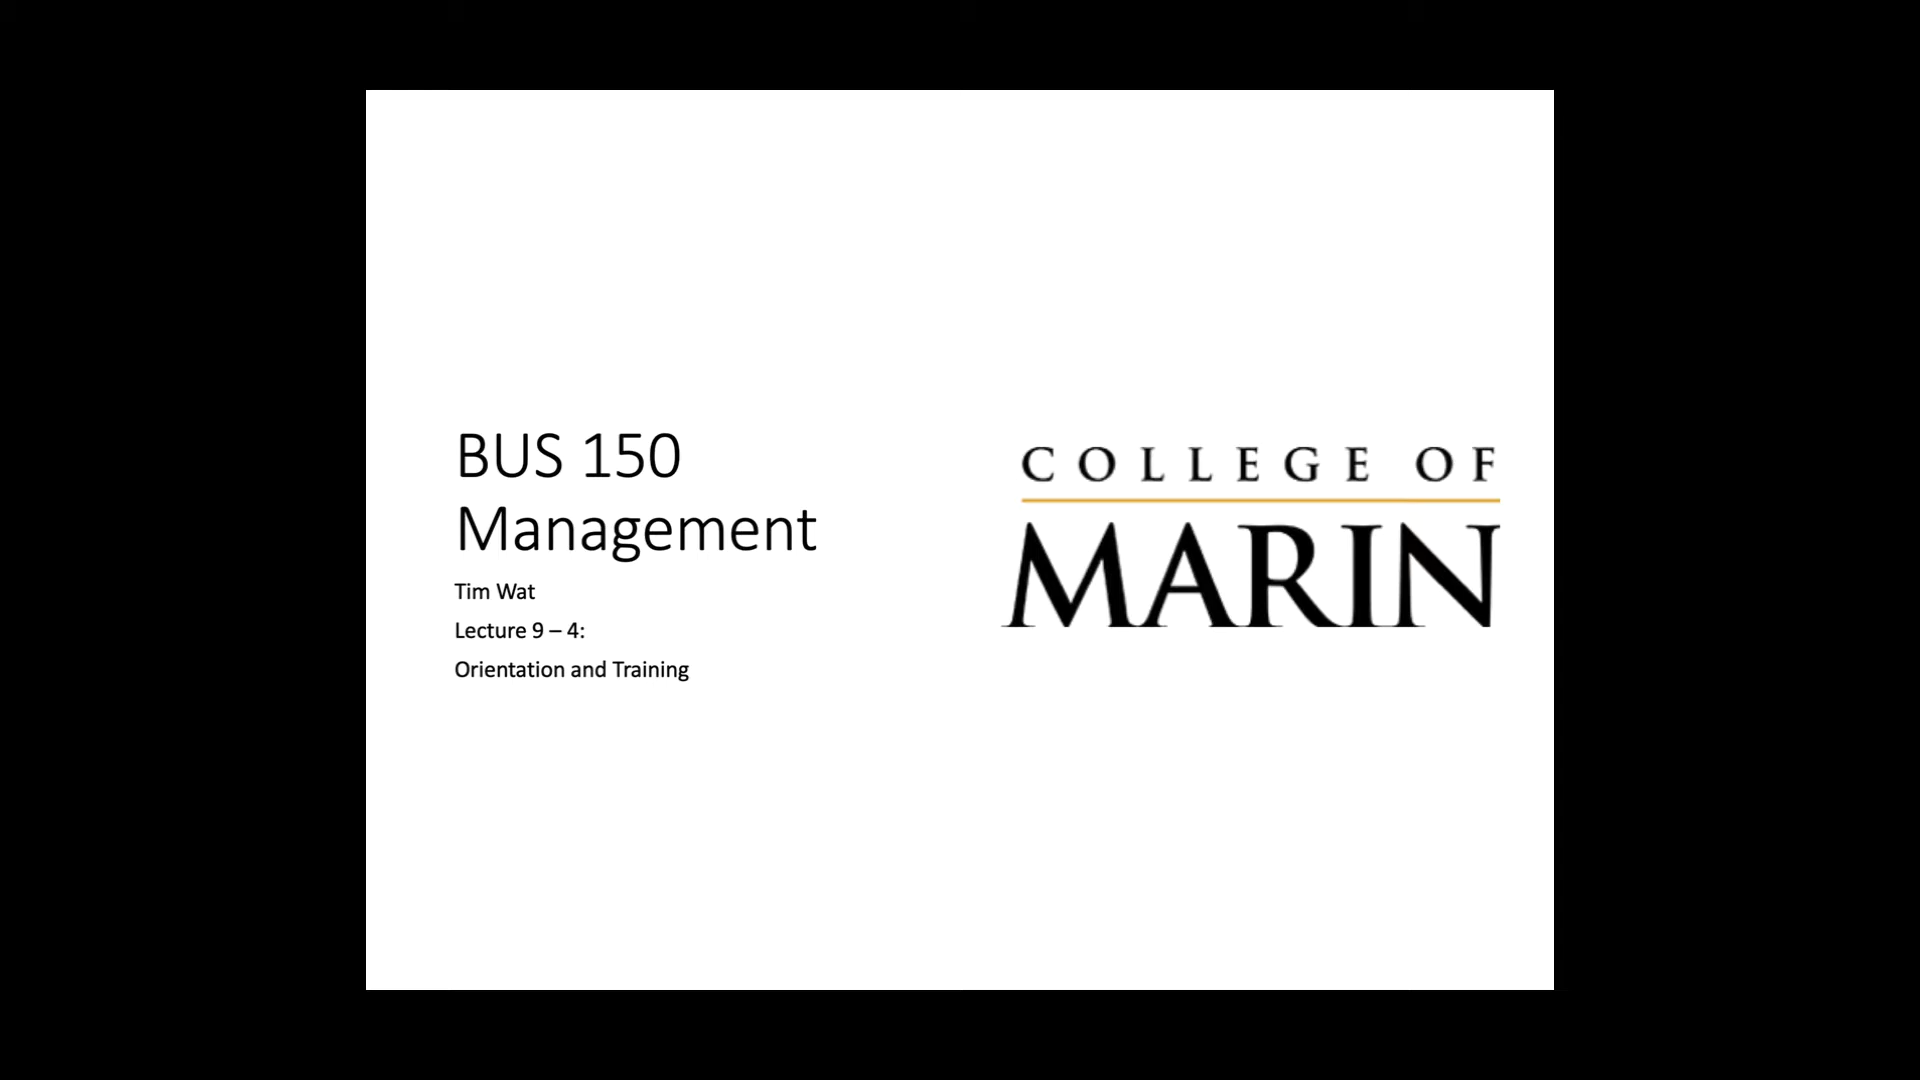 BUS 150
Management
Tim Wat
Lecture 9 – 4:
Orientation and Training
COLLEGE OF
MARIN